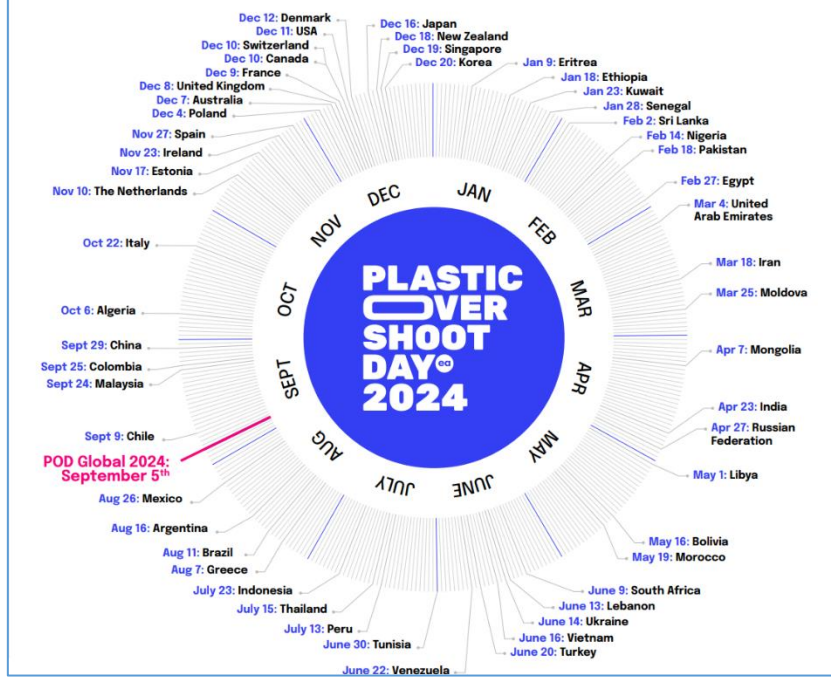 Dec 16: Japan
Dec 18: New Zealand
Dec 19: Singapore
Dec 20: Korea
Jan 9: Eritrea
Jan 18: Ethiopia
Jan 23: Kuwait
Jan 28: Senegal
Feb 2: Sri Lanka
Feb 14: Nigeria
Feb 18: Pakistan
Feb 27: Egypt
Mar 4: United
Arab Emirates
Mar 18: Iran
Mar 25: Moldova
Apr 7: Mongolia
Apr 23: India
Apr 27: Russian
Federation
May 1: Libya
May 16: Bolivia
May 19: Morocco
June 9: South Africa
June 13: Lebanon
June 14: Ukraine
June 16: Vietnam
June 20: Turkey
June 22: Venezuela
June 30: Tunisia
July 13: Peru
July 15: Thailand
July 23: Indonesia
Aug 7: Greece
Aug 11: Brazil
Aug 16: Argentina
Aug 26: Mexico
POD Global 2024:
September 5th
Sept 9: Chile
Sept 24: Malaysia
Sept 25: Colombia
Sept 29: China
Oct 6: Algeria
Oct 22: Italy
Nov 10: The Netherlands
Nov 17: Estonia
Nov 23: Ireland
Nov 27: Spain
Dec 4: Poland
Dec 7: Australia
Dec 8: United Kingdom
Dec 9: France
Dec 10: Canada
Dec 10: Switzerland
Dec 11: USA
Dec 12: Denmark
JAN
FEB
MAR
APR
MAY
JUNE
JULY
AUG
SEPT
OCT
NOV
DEC
PLASTIC
OVER
SHOOT
DAY ea
2024